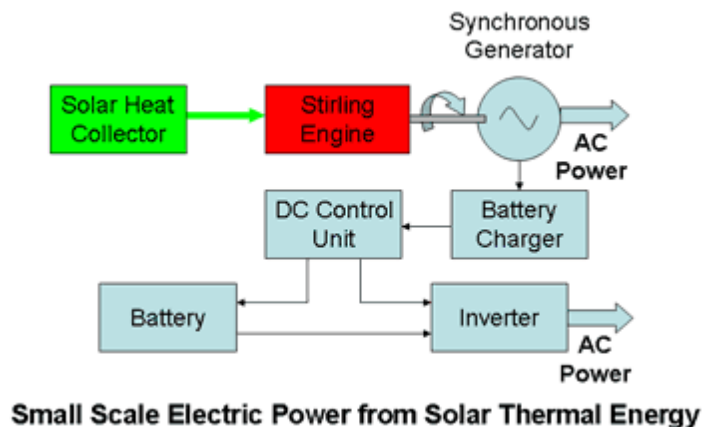 Synchronous
Generator
Solar Heat
Collector
Stirling
Engine
AC
Power
DC Control
Unit
Battery
Charger
Battery
Inverter
AC
Power
Small Scale Electric Power from Solar Thermal Energy